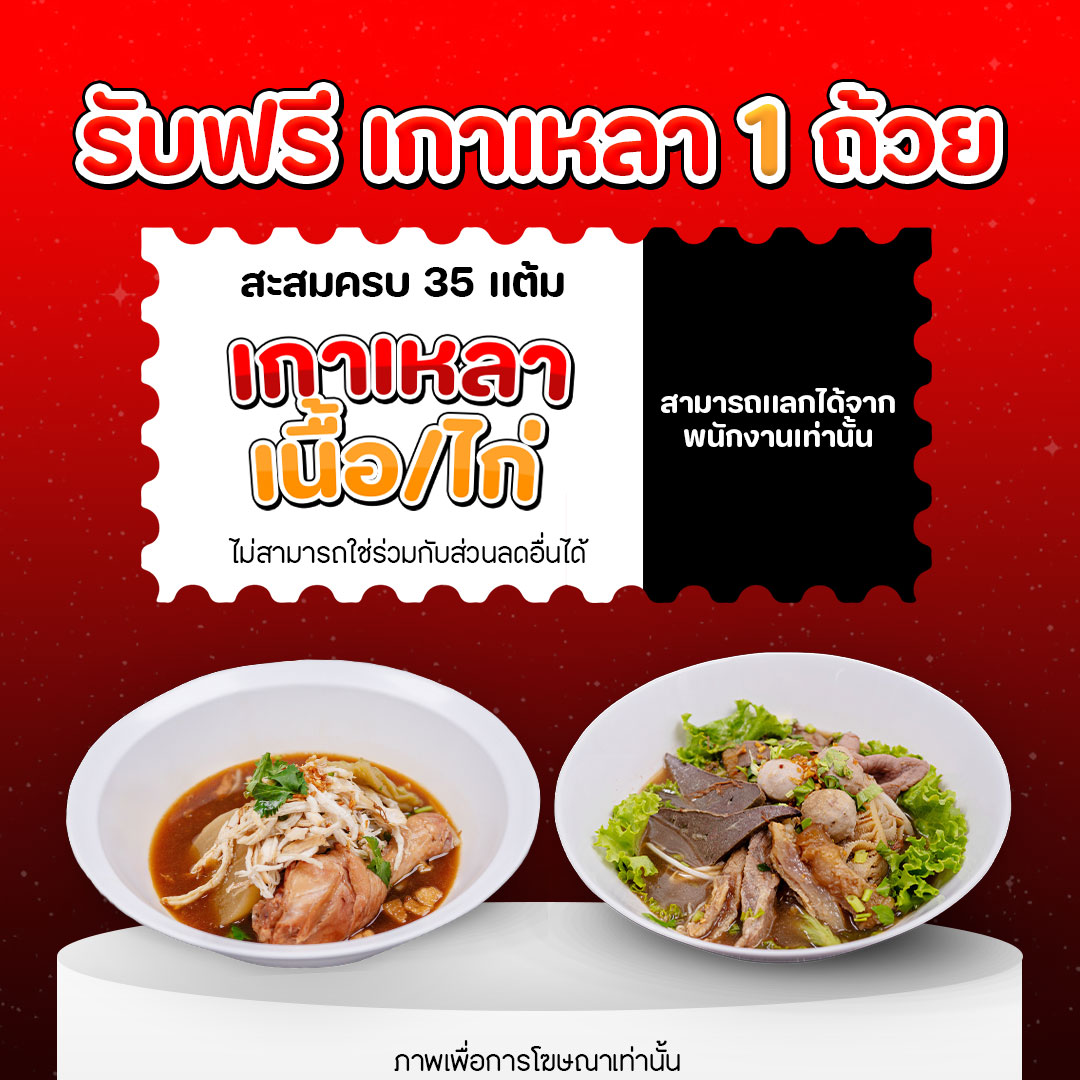 รับฟรี เกาเหลา 1 ถ้วย
สะสมครบ 35 แต้ม
เกาเหลา
เนื้อ/ไก่
ไม่สามารถใช่ร่วมกับส่วนลดอื่นได้
สามารถแลกได้จาก
พนักงานเท่านั้น
ภาพเพื่อการโฆษณาเท่านั้น